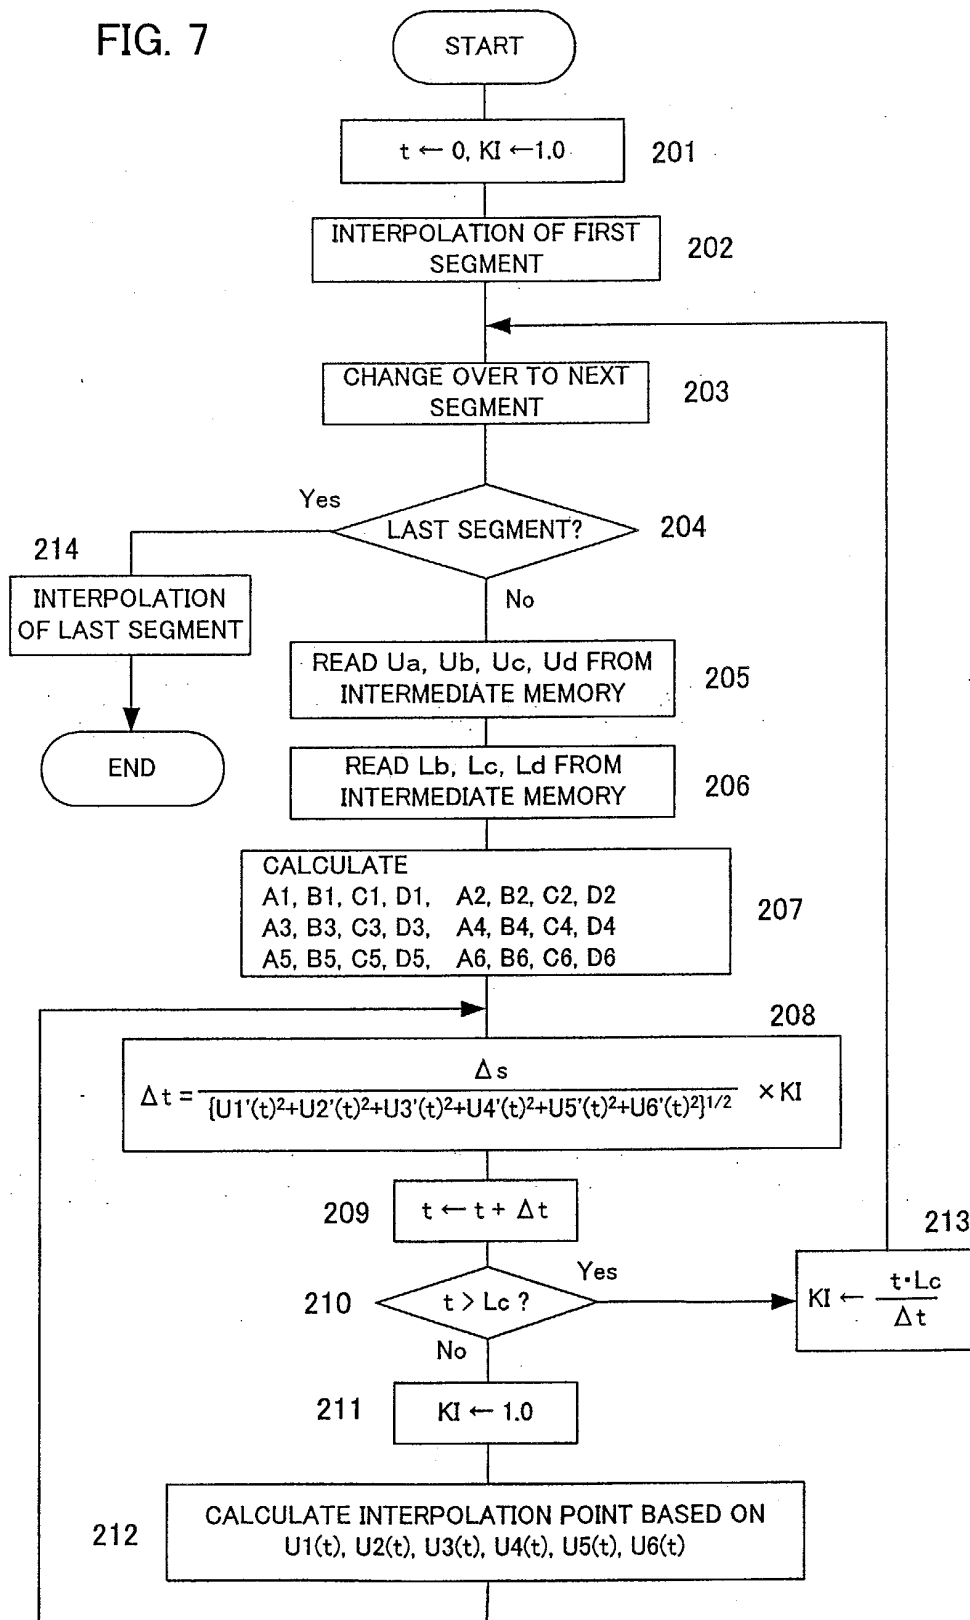 FIG. 7
START
t ← 0, KI ← 1.0
201
INTERPOLATION OF FIRST
SEGMENT
202
CHANGE OVER TO NEXT
SEGMENT
203
Yes
LAST SEGMENT?
204
214
No
INTERPOLATION
OF LAST SEGMENT
READ Ua, Ub, Uc, Ud FROM
INTERMEDIATE MEMORY
205
END
READ Lb, Lc, Ld FROM
INTERMEDIATE MEMORY
206
CALCULATE
A1, B1, C1, D1, A2, B2, C2, D2
A3, B3, C3, D3, A4, B4, C4, D4
A5, B5, C5, D5, A6, B6, C6, D6
207
208
Δt = Δs / {U1'(t)²+U2'(t)²+U3'(t)²+U4'(t)²+U5'(t)²+U6'(t)²}^1/2 × KI
209
t ← t + Δt
213
KI ← t·Lc / Δt
210
t > Lc ?
Yes
No
211
KI ← 1.0
212
CALCULATE INTERPOLATION POINT BASED ON
U1(t), U2(t), U3(t), U4(t), U5(t), U6(t)